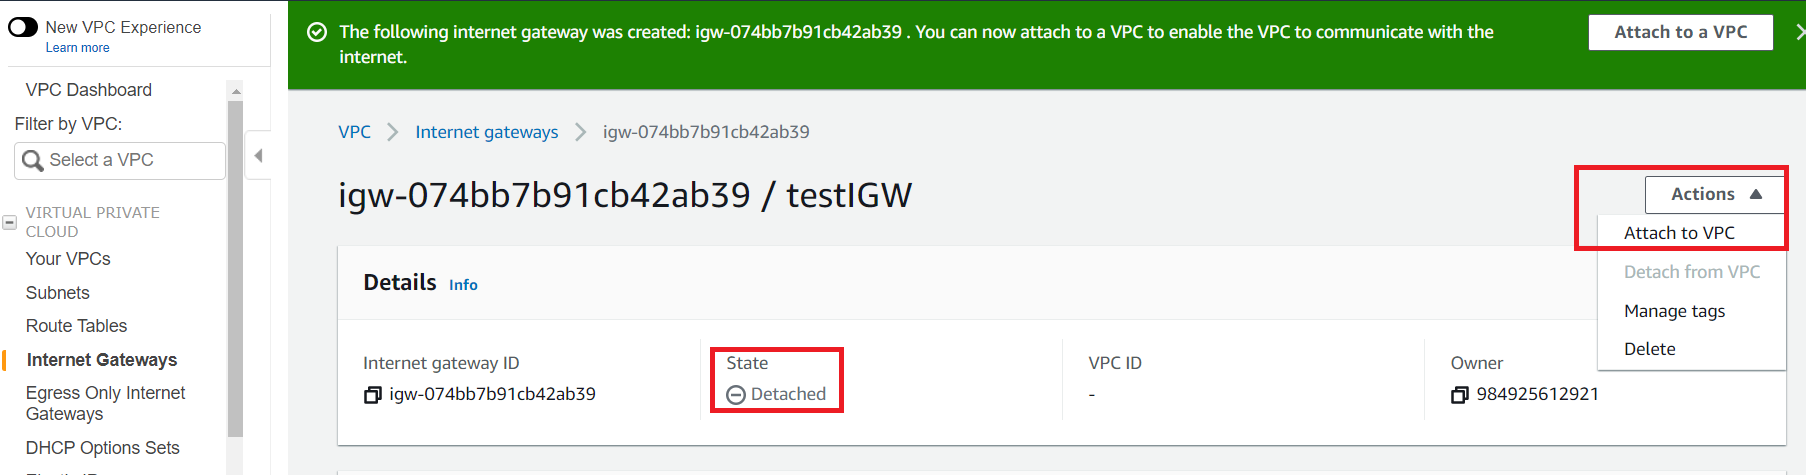 New VPC Experience
Learn more
VPC Dashboard
Filter by VPC:
Select a VPC
VIRTUAL PRIVATE
CLOUD
Your VPCs
Subnets
Route Tables
Internet Gateways
Egress Only Internet
Gateways
DHCP Options Sets
The following internet gateway was created: igw-074bb7b91cb42ab39 . You can now attach to a VPC to enable the VPC to communicate with the
internet.
Attach to a VPC
VPC
Internet gateways
igw-074bb7b91cb42ab39
igw-074bb7b91cb42ab39 / testIGW
Actions
Attach to VPC
Detach from VPC
Manage tags
Delete
Details Info
Internet gateway ID
igw-074bb7b91cb42ab39
State
Detached
VPC ID
-
Owner
984925612921